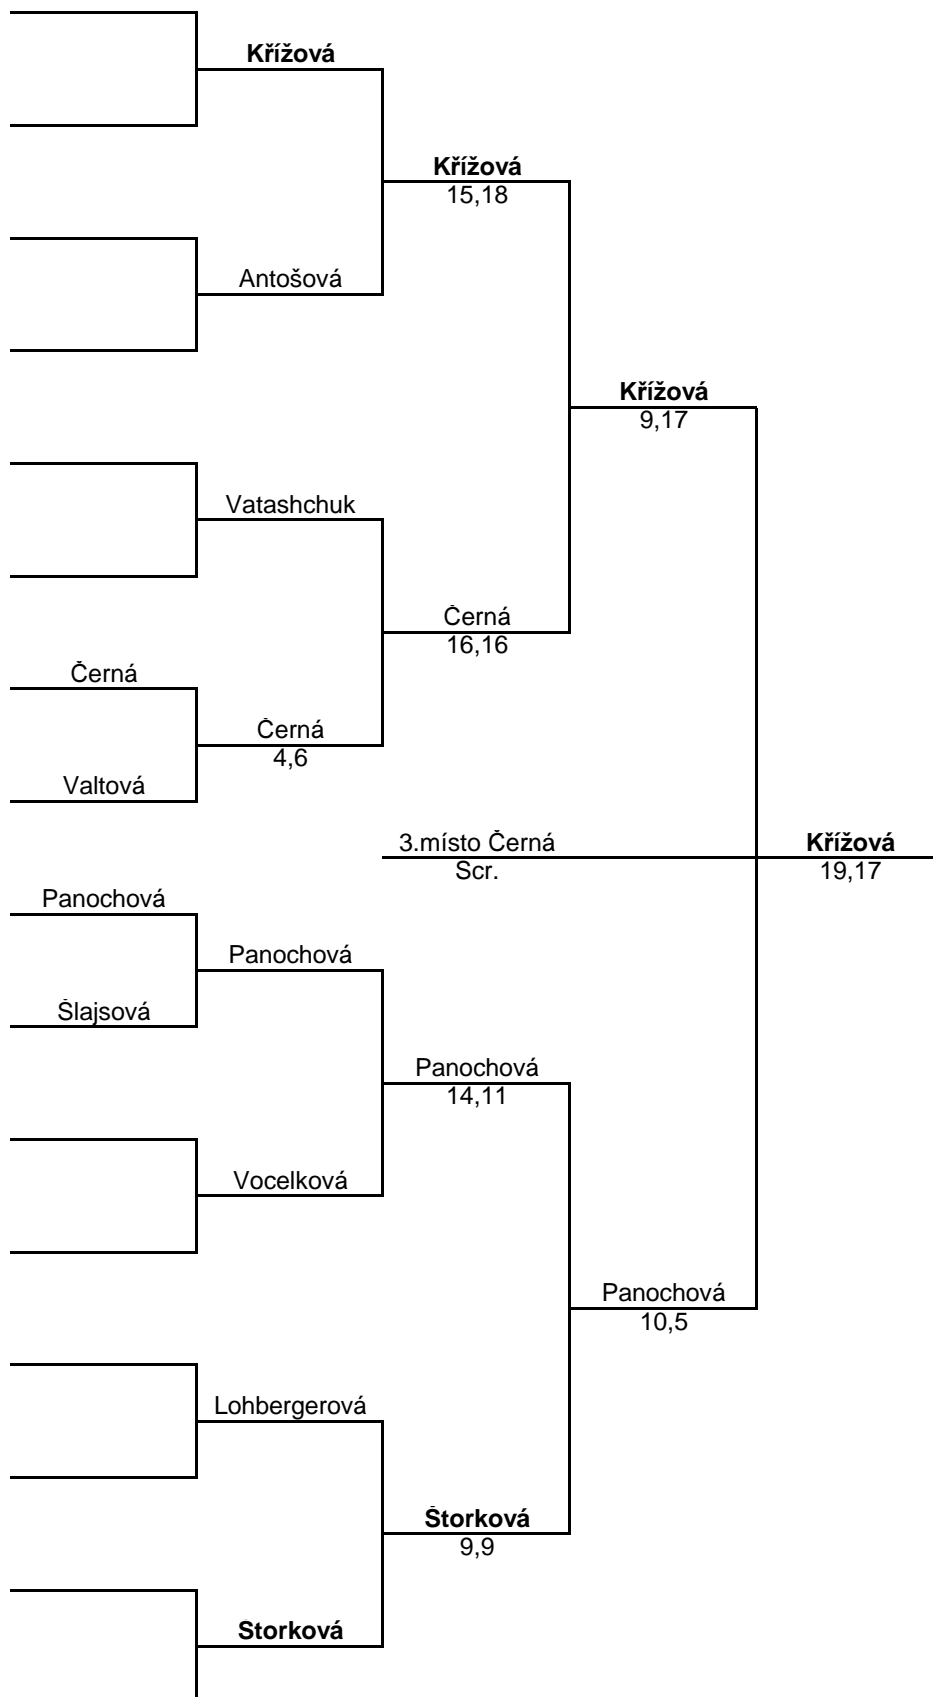 Křížová
Křížová
15,18
Antošová
Křížová
9,17
Vatashchuk
Černá
16,16
Černá
Černá
4,6
Valtová
3.místo Černá
Scr.
Křížová
19,17
Panochová
Panochová
Šlajsová
Panochová
14,11
Vocelková
Panochová
10,5
Lohbergerová
Štorková
9,9
Štorková